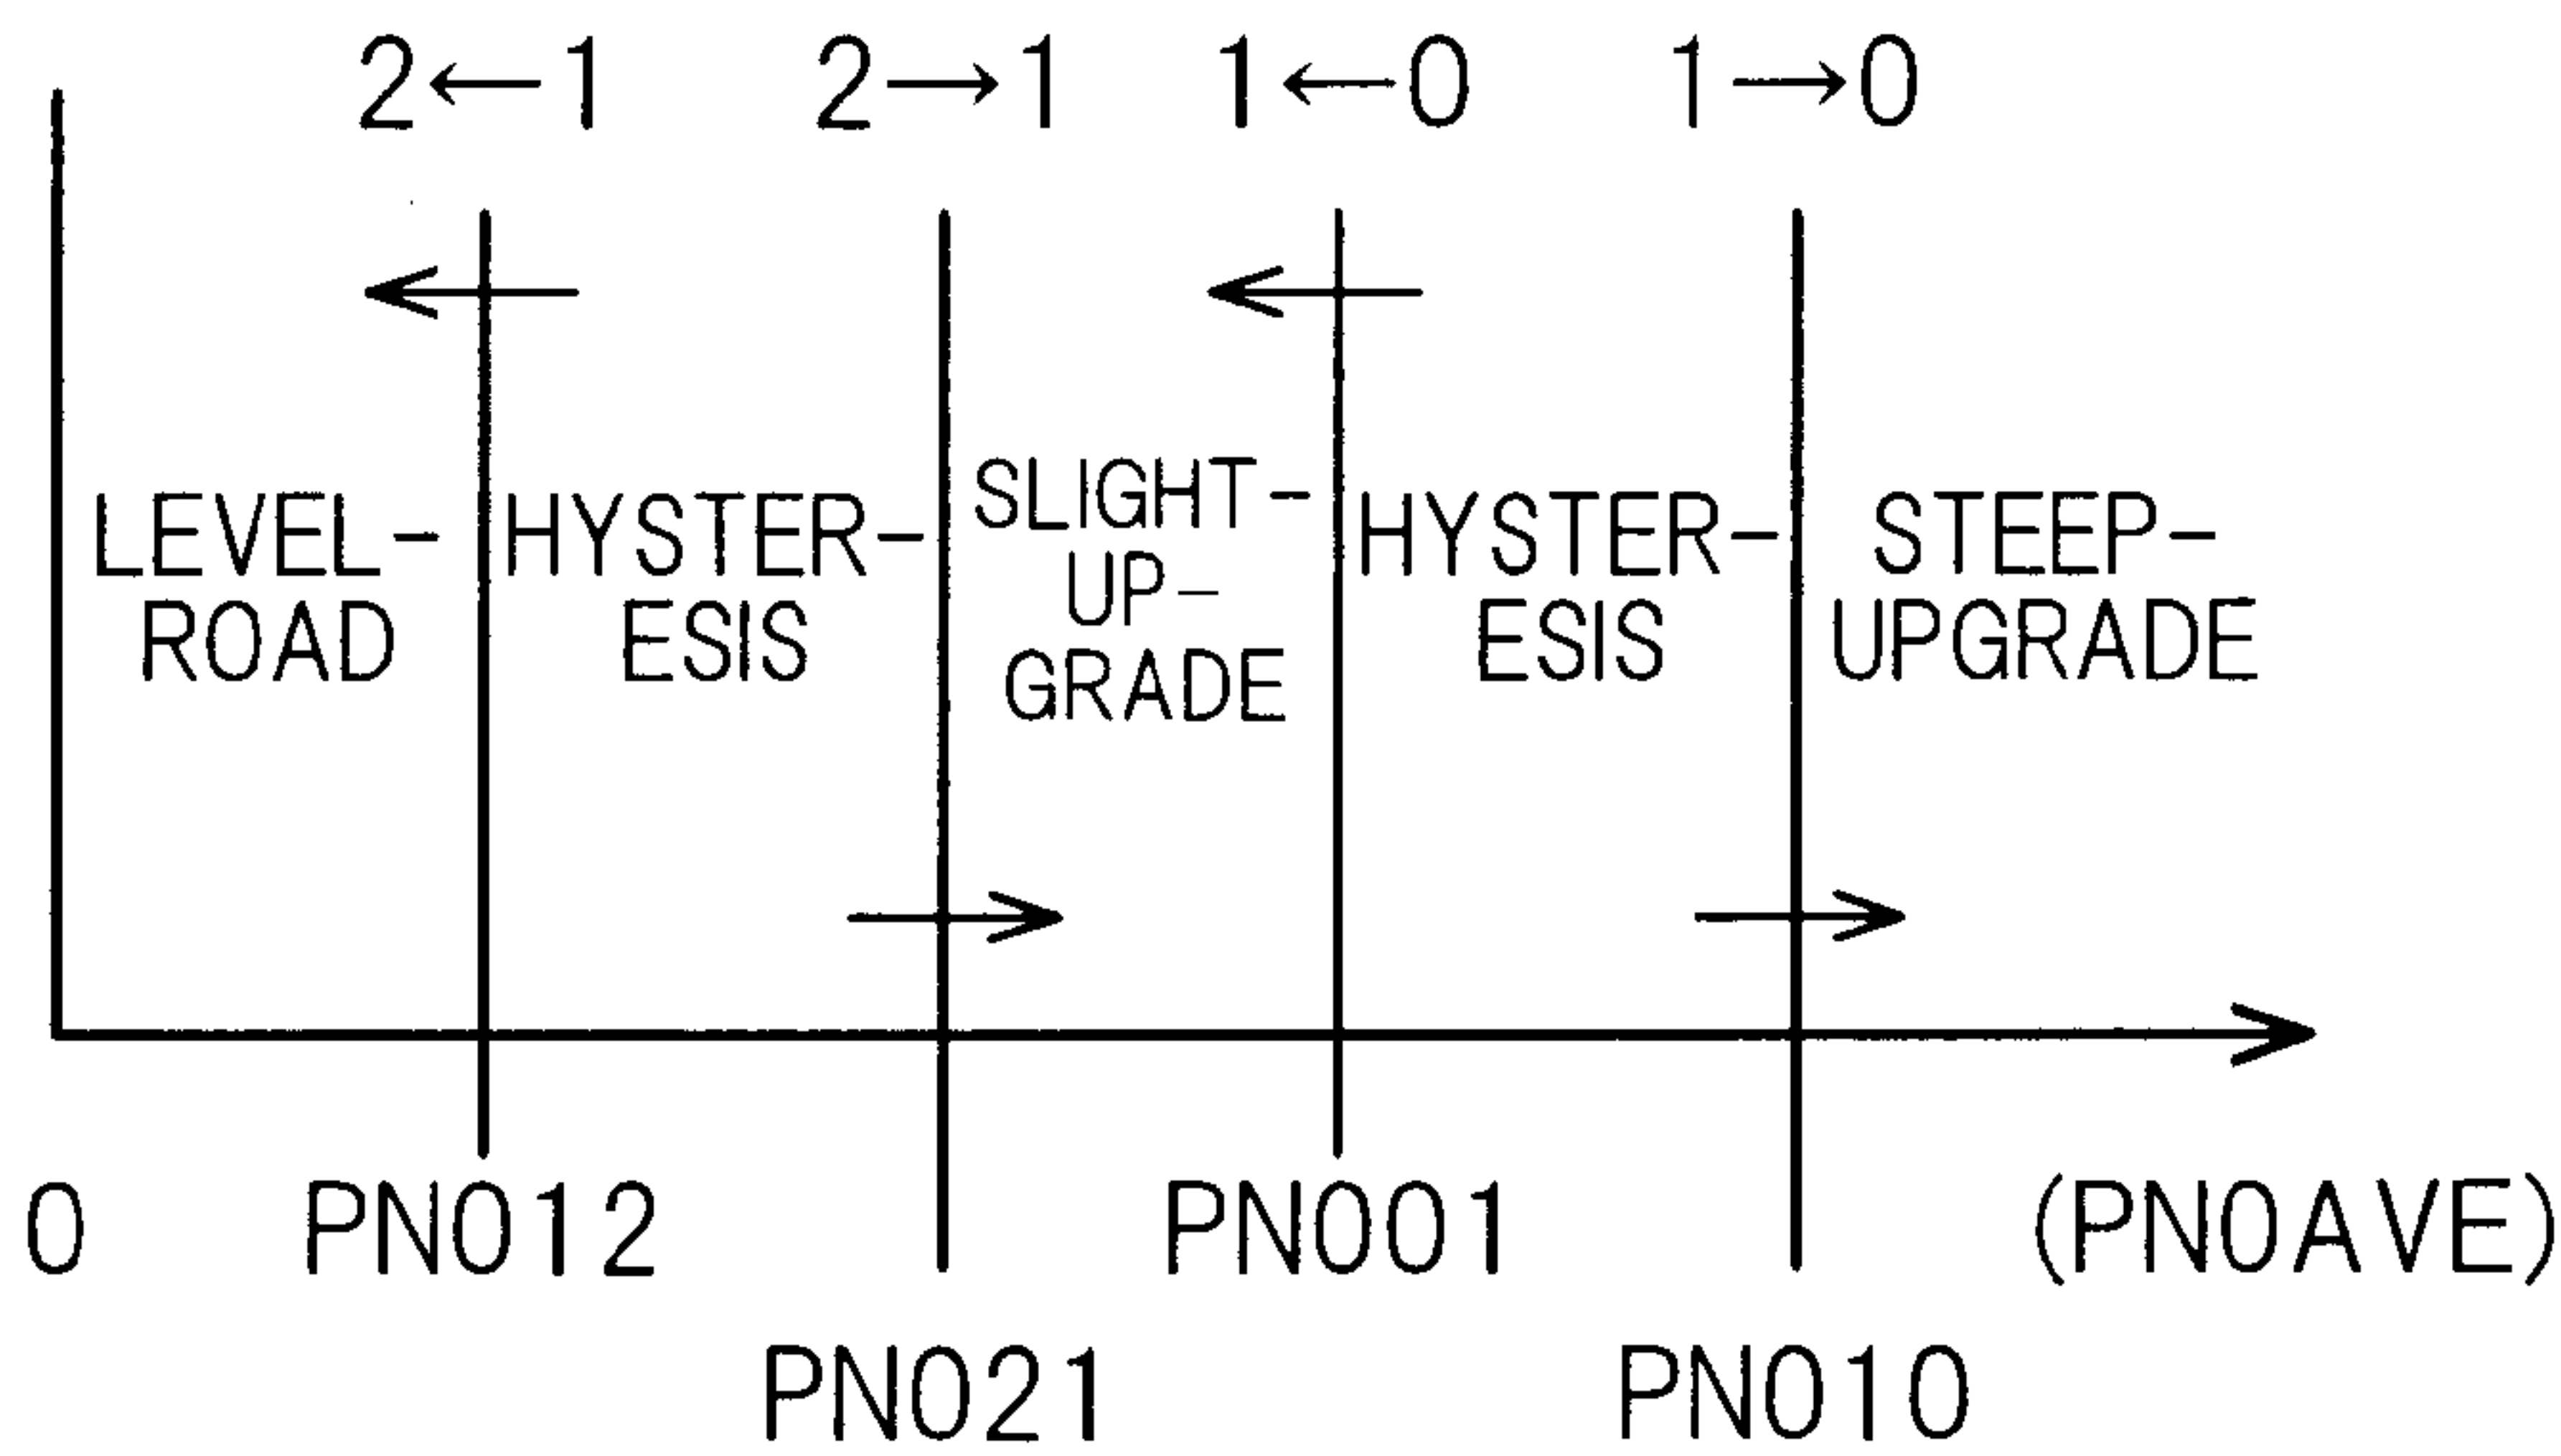 2←1 2→1 1←0 1→0
LEVEL-
ROAD
HYSTER-
ESIS
SLIGHT-
UP-
GRADE
HYSTER-
ESIS
STEEP-
UPGRADE
0 PN012 PN001 (PN0AVE)
PN021 PN010